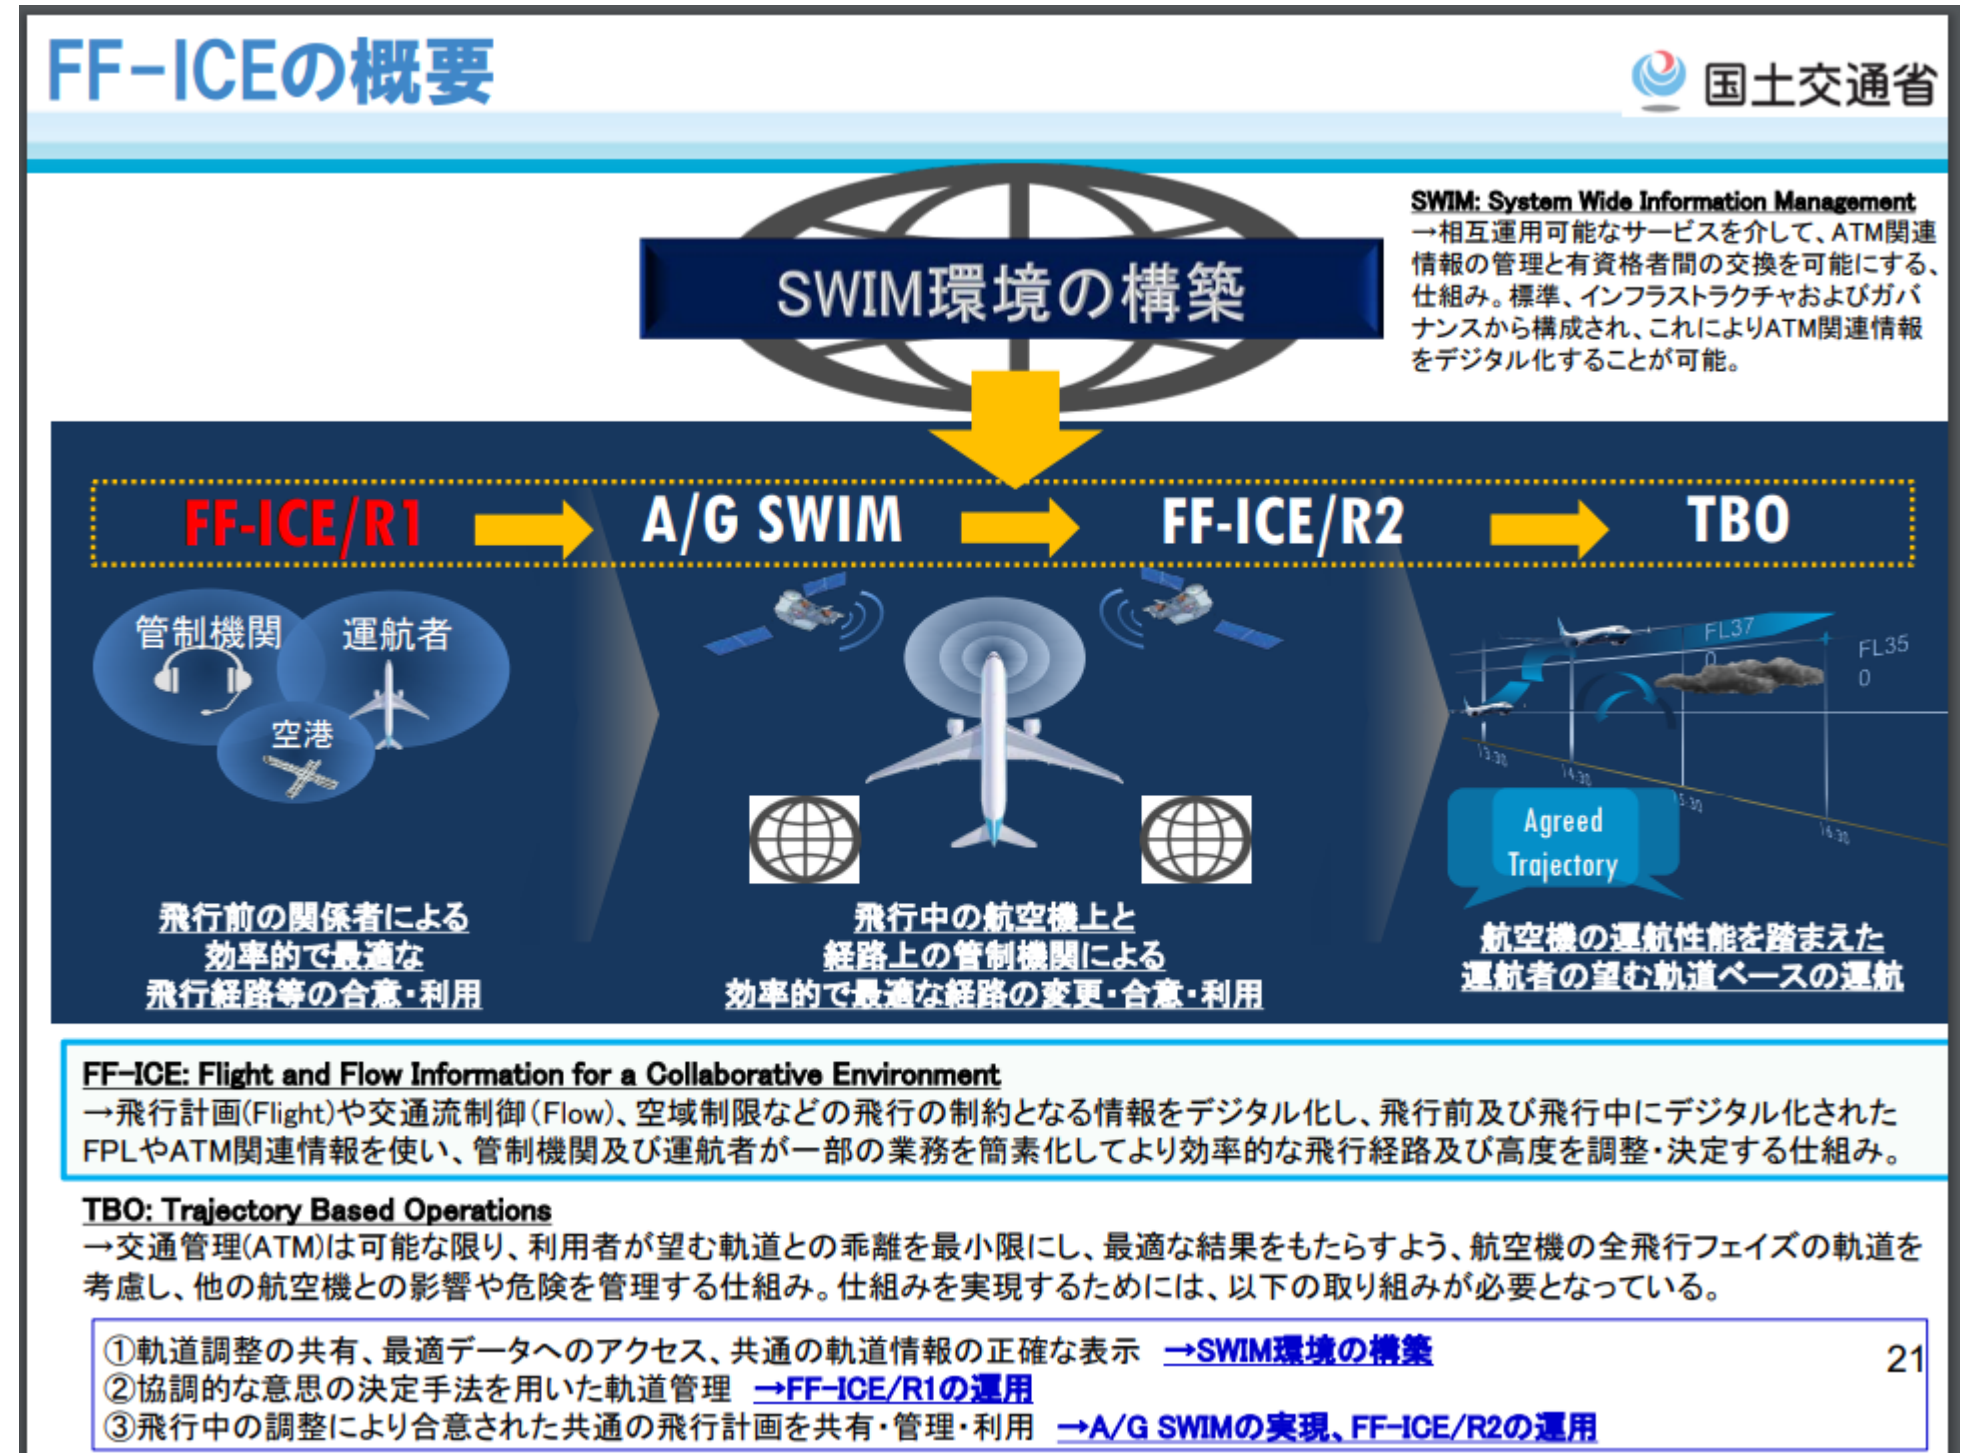 FF-ICEの概要
国土交通省
SWIM環境の構築
SWIM: System Wide Information Management
→相互運用可能なサービスを介して、ATM関連
情報の管理と有資格者間の交換を可能にする、
仕組み。標準、インフラストラクチャおよびガバ
ナンスから構成され、これによりATM関連情報
をデジタル化することが可能。
FF-ICE/R1
A/G SWIM
FF-ICE/R2
TBO
管制機関
運航者
空港
飛行前の関係者による
効率的で最適な
飛行経路等の合意・利用
飛行中の航空機上と
経路上の管制機関による
効率的で最適な経路の変更・合意・利用
FL37
0
FL35
0
13:30
14:30
15:30
16:30
Agreed
Trajectory
航空機の運航性能を踏まえた
運航者の望む軌道ベースの運航
FF-ICE: Flight and Flow Information for a Collaborative Environment
→飛行計画(Flight)や交通流制御(Flow)、空域制限などの飛行の制約となる情報をデジタル化し、飛行前及び飛行中にデジタル化された
FPLやATM関連情報を使い、管制機関及び運航者が一部の業務を簡素化してより効率的な飛行経路及び高度を調整・決定する仕組み。
TBO: Trajectory Based Operations
→交通管理(ATM)は可能な限り、利用者が望む軌道との乖離を最小限にし、最適な結果をもたらすよう、航空機の全飛行フェイズの軌道を
考慮し、他の航空機との影響や危険を管理する仕組み。仕組みを実現するためには、以下の取り組みが必要となっている。
①軌道調整の共有、最適データへのアクセス、共通の軌道情報の正確な表示 →SWIM環境の構築
②協調的な意思の決定手法を用いた軌道管理 →FF-ICE/R1の運用
③飛行中の調整により合意された共通の飛行計画を共有・管理・利用 →A/G SWIMの実現、FF-ICE/R2の運用
21